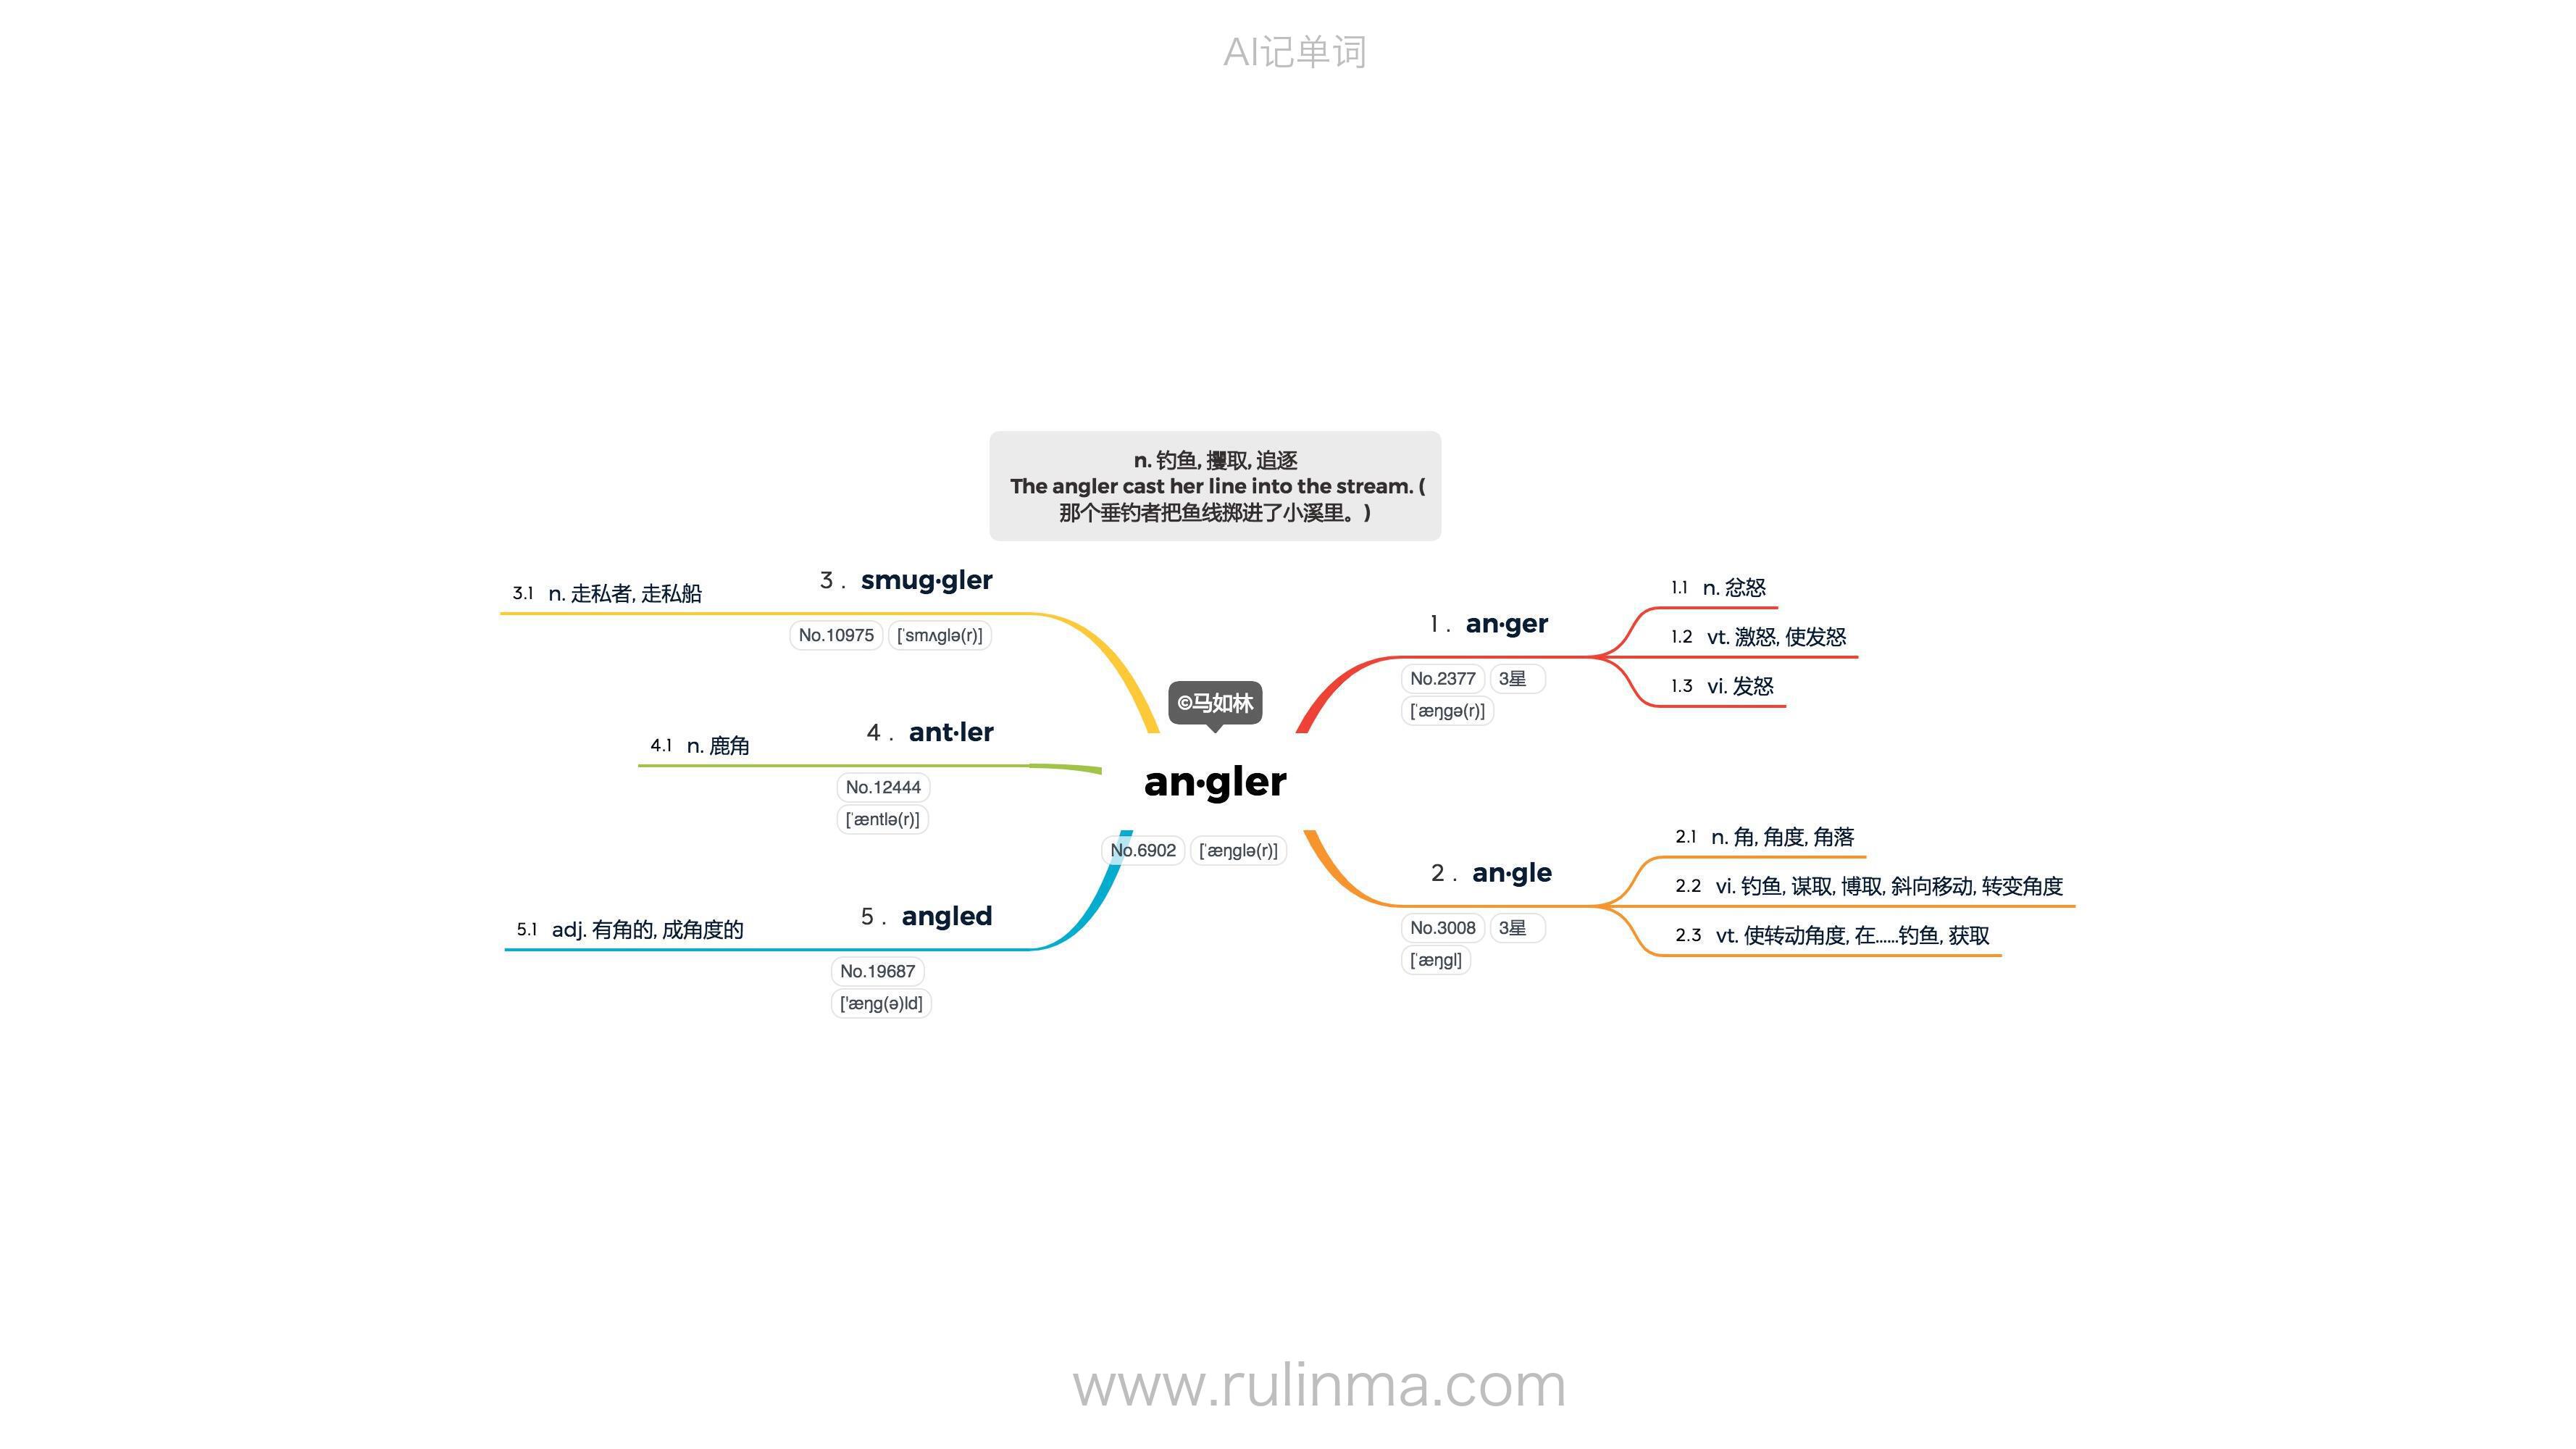 AI记单词
n. 钓鱼, 攫取, 追逐
The angler cast her line into the stream. (
那个垂钓者把鱼线掷进了小溪里。)
©马如林
an·gler
No.6902 [ˈæŋglə(r)]
1. an·ger
No.2377 3星
[ˈæŋgə(r)]
1.1 n. 忿怒
1.2 vt. 激怒, 使发怒
1.3 vi. 发怒
2. an·gle
No.3008 3星
[ˈæŋgl]
2.1 n. 角, 角度, 角落
2.2 vi. 钓鱼, 谋取, 博取, 斜向移动, 转变角度
2.3 vt. 使转动角度, 在……钓鱼, 获取
3. smug·gler
No.10975 [ˈsmʌglə(r)]
3.1 n. 走私者, 走私船
4. ant·ler
No.12444
[ˈæntlə(r)]
4.1 n. 鹿角
5. angled
No.19687
['æŋg(ə)ld]
5.1 adj. 有角的, 成角度的
www.rulinma.com